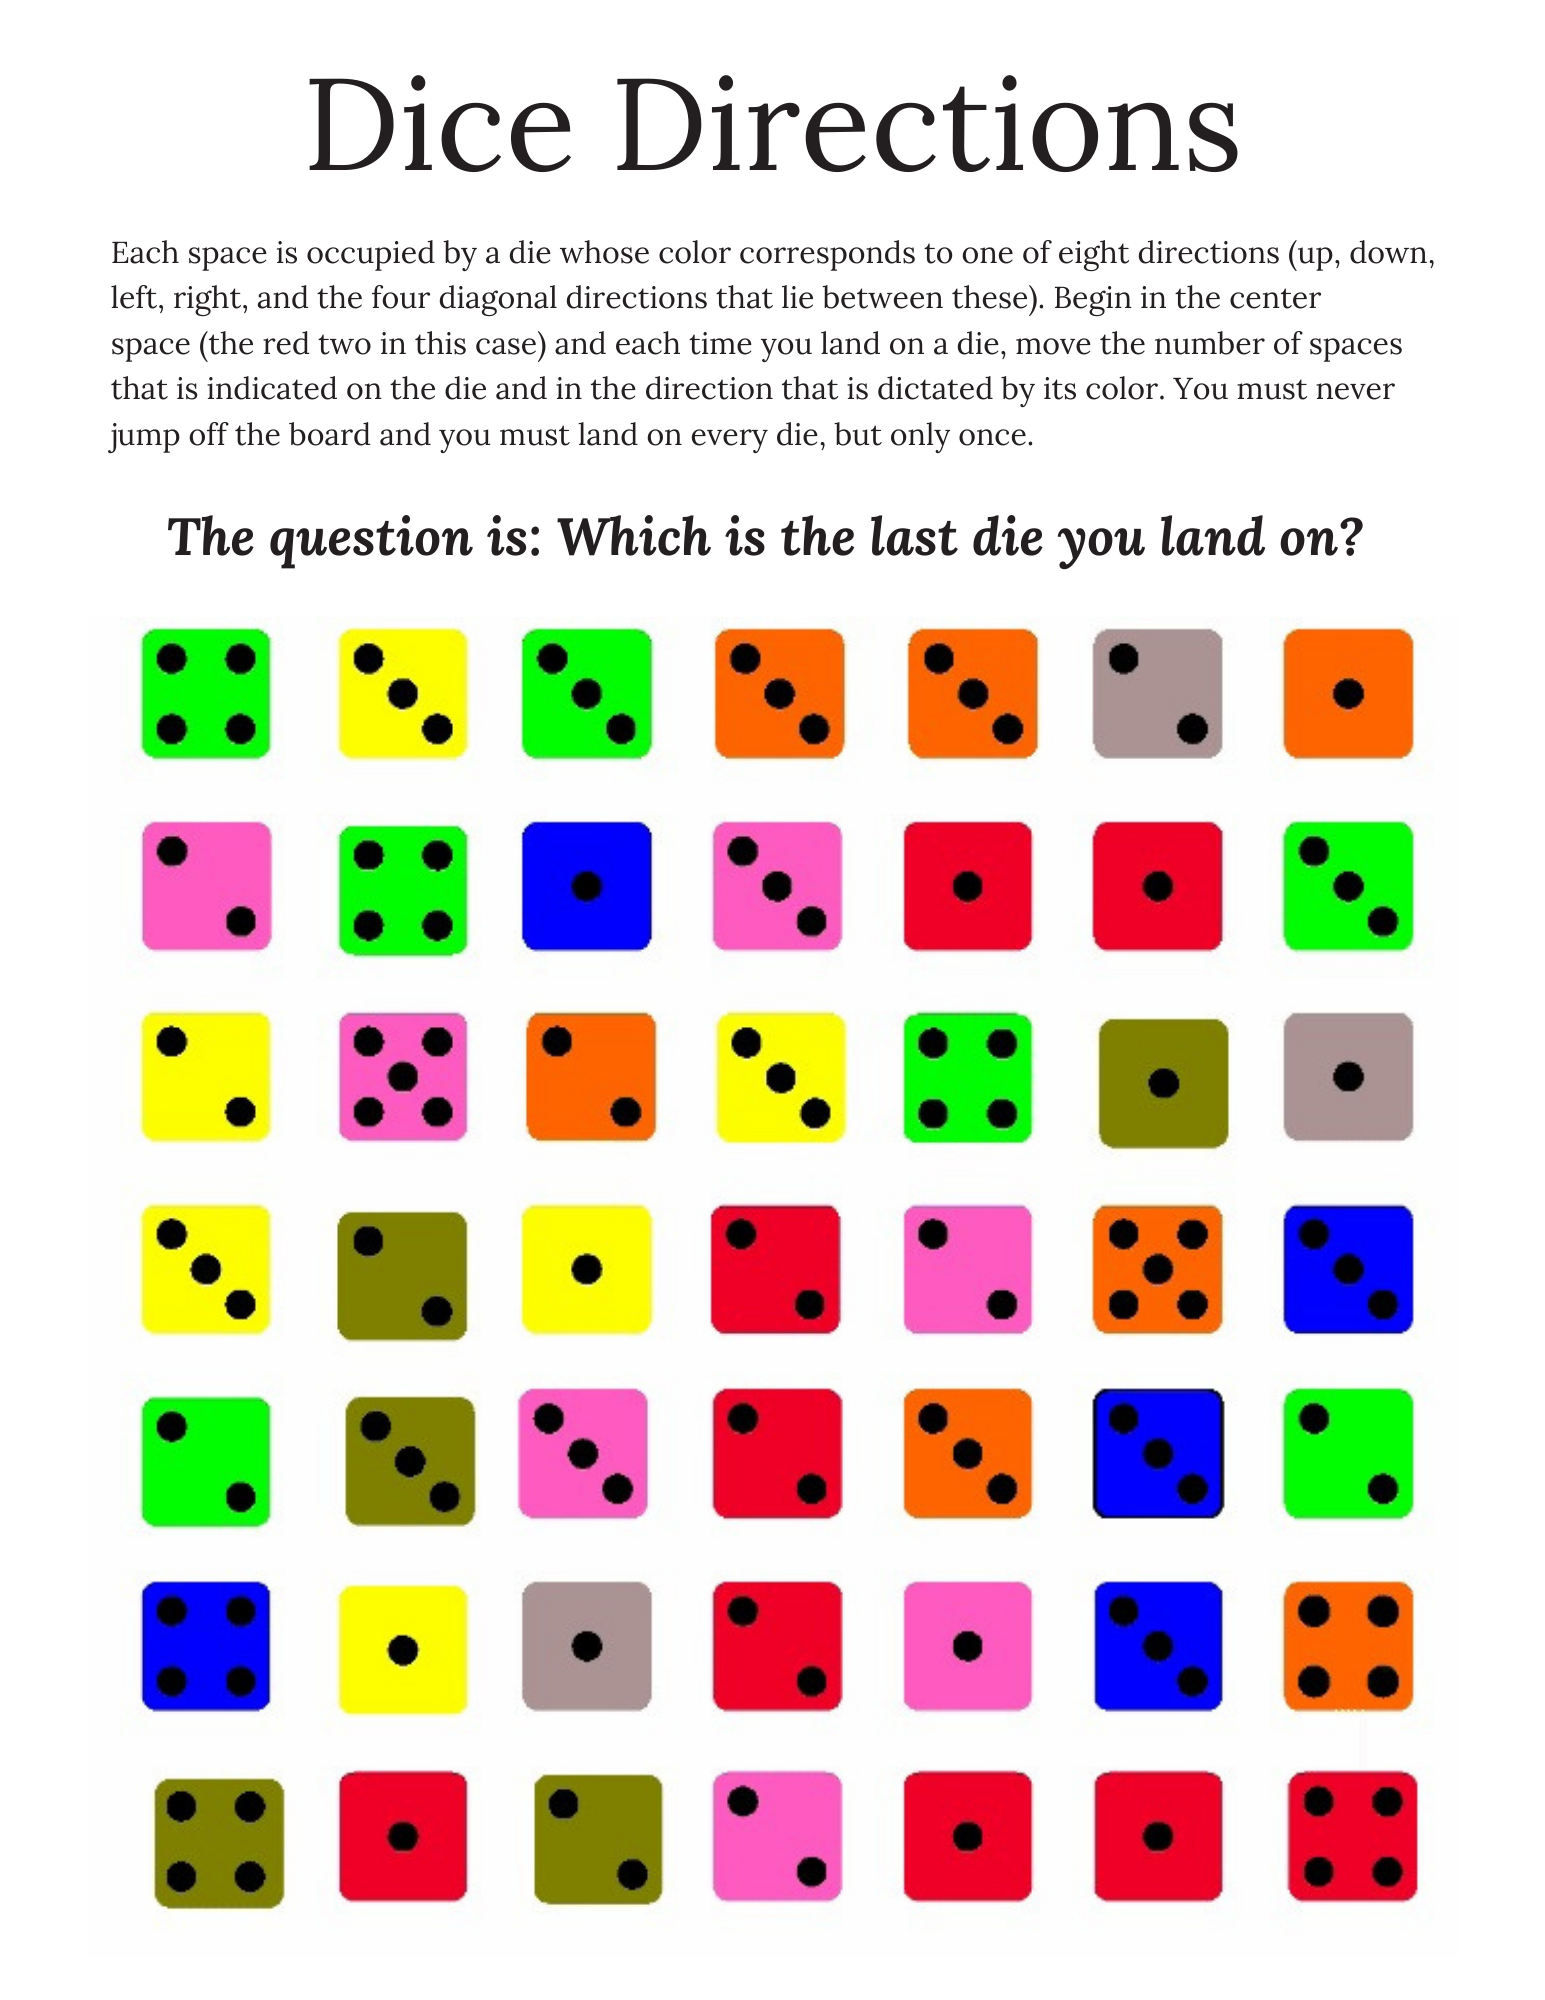 Dice Directions
Each space is occupied by a die whose color corresponds to one of eight directions (up, down,
left, right, and the four diagonal directions that lie between these). Begin in the center
space (the red two in this case) and each time you land on a die, move the number of spaces
that is indicated on the die and in the direction that is dictated by its color. You must never
jump off the board and you must land on every die, but only once.
The question is: Which is the last die you land on?